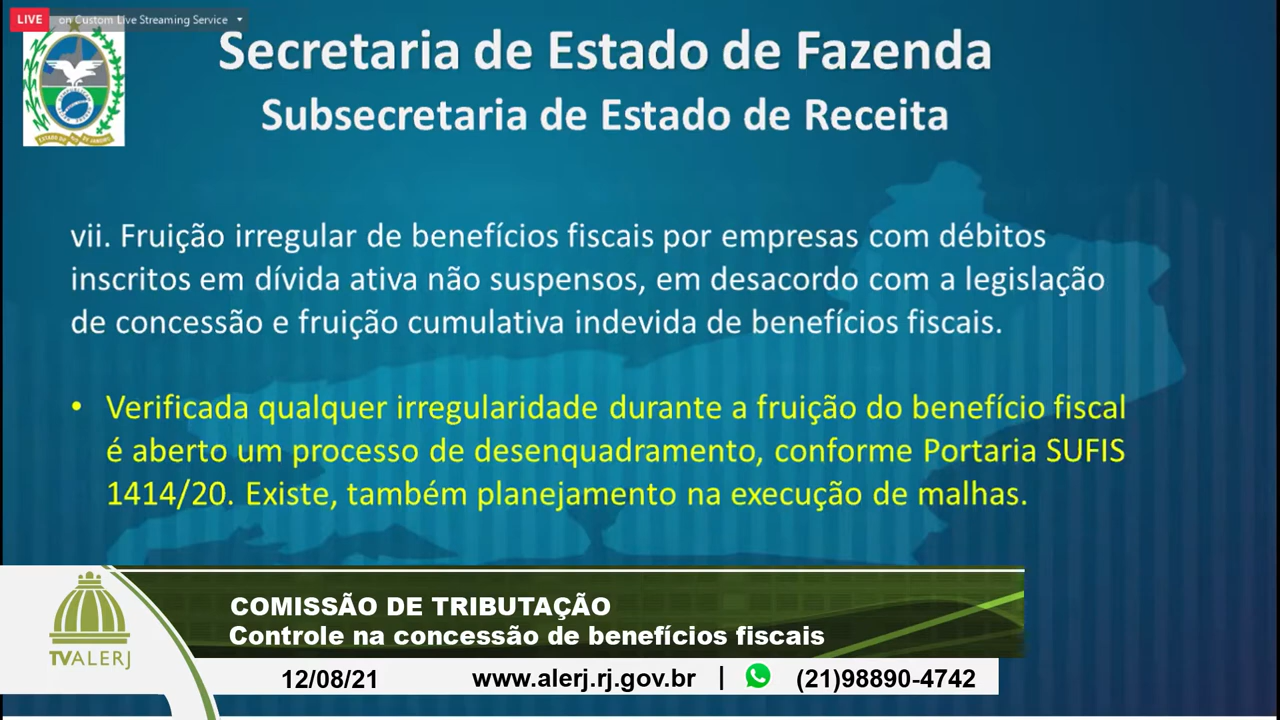 LIVE on Custom Live Streaming Service
Secretaria de Estado de Fazenda
Subsecretaria de Estado de Receita
vii. Fruição irregular de benefícios fiscais por empresas com débitos
inscritos em dívida ativa não suspensos, em desacordo com a legislação
de concessão e fruição cumulativa indevida de benefícios fiscais.
• Verificada qualquer irregularidade durante a fruição do benefício fiscal
é aberto um processo de desenquadramento, conforme Portaria SUFIS
1414/20. Existe, também planejamento na execução de malhas.
COMISSÃO DE TRIBUTAÇÃO
Controle na concessão de benefícios fiscais
TVALERJ
12/08/21 www.alerj.rj.gov.br | (21)98890-4742